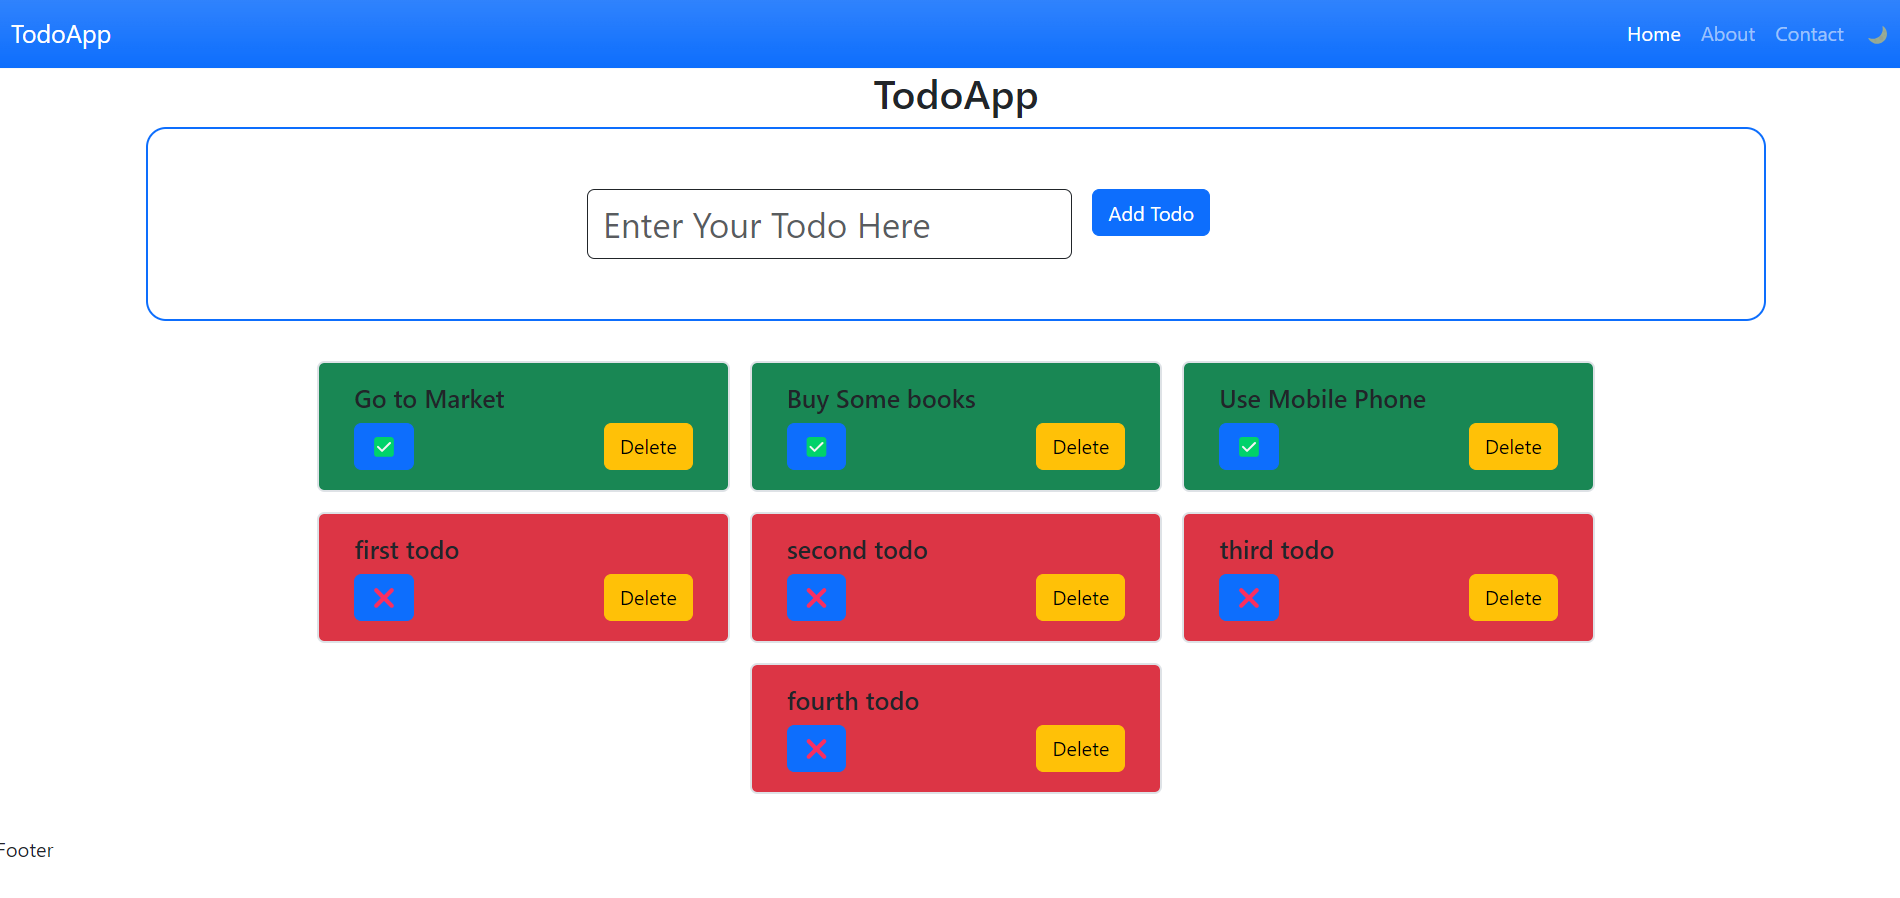 TodoApp Home About Contact
TodoApp
Enter Your Todo Here Add Todo
Go to Market Buy Some books Use Mobile Phone
Delete Delete Delete
first todo second todo third todo
Delete Delete Delete
fourth todo
Delete
Footer